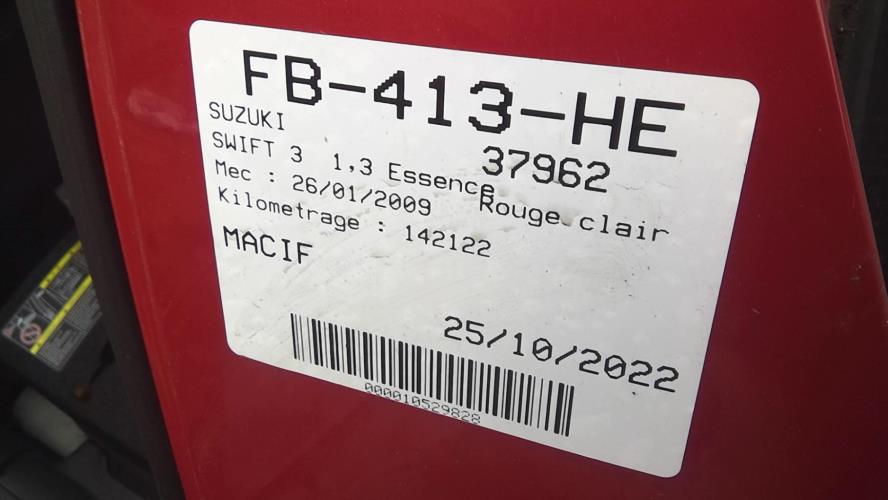 FB-413-HE
SUZUKI
37962
SWIFT 3 1,3 Essence
Rouge clair
Mec : 26/01/2009
Kilometrage : 142122
MACIF
25/10/2022
000010529828